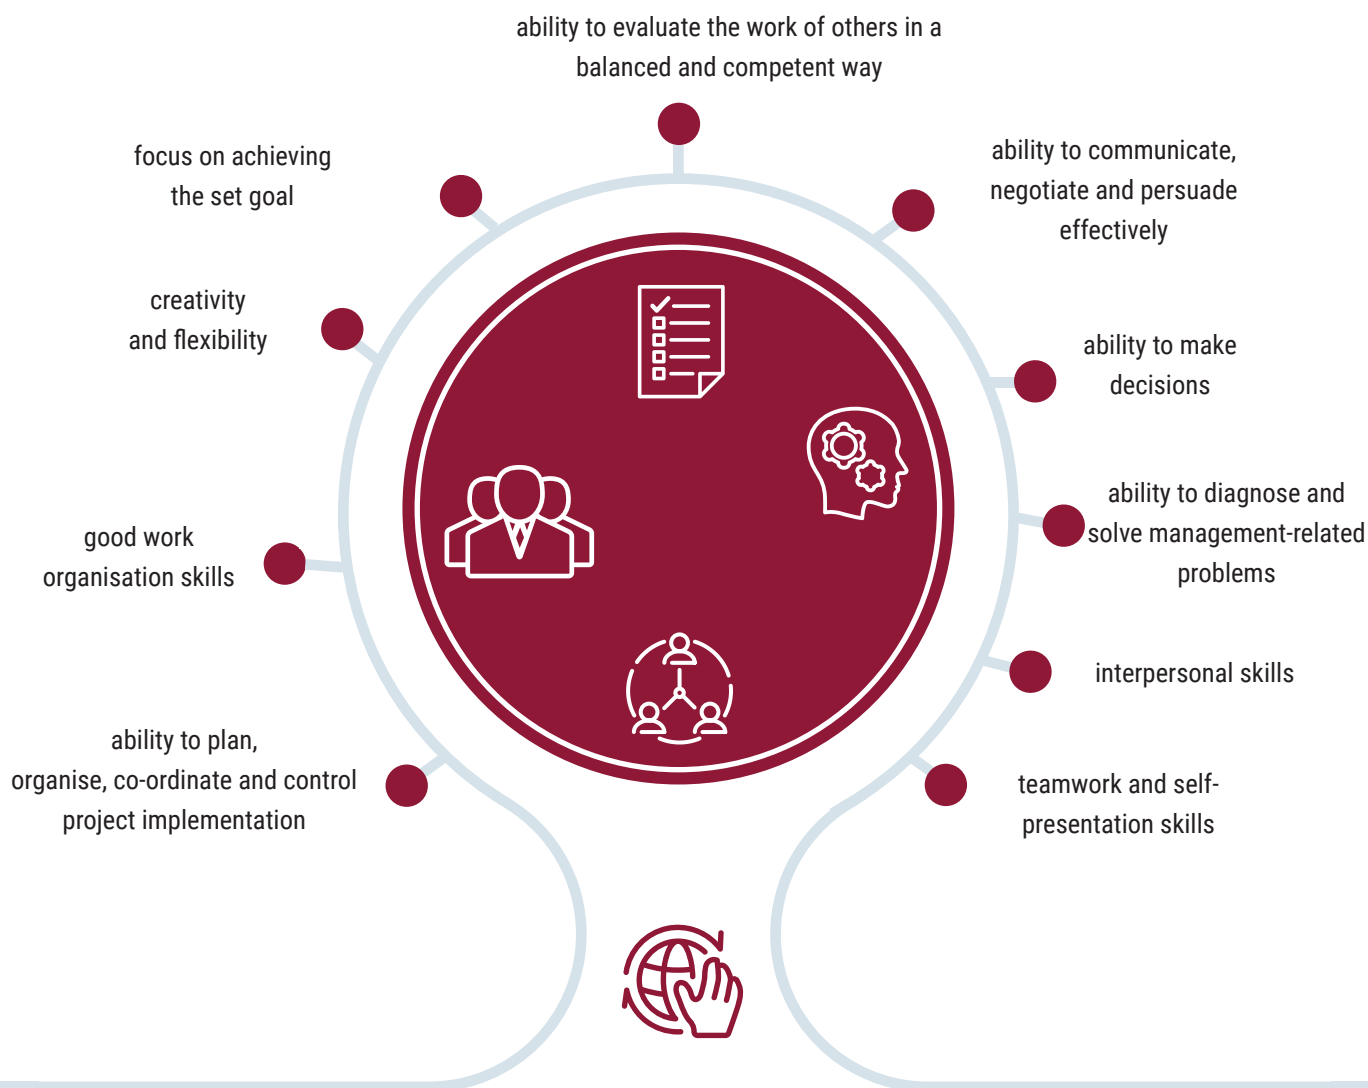 ability to evaluate the work of others in a
balanced and competent way
focus on achieving
the set goal
ability to communicate,
negotiate and persuade
effectively
creativity
and flexibility
ability to make
decisions
ability to diagnose and
solve management-related
problems
good work
organisation skills
interpersonal skills
ability to plan,
organise, co-ordinate and control
project implementation
teamwork and self-
presentation skills